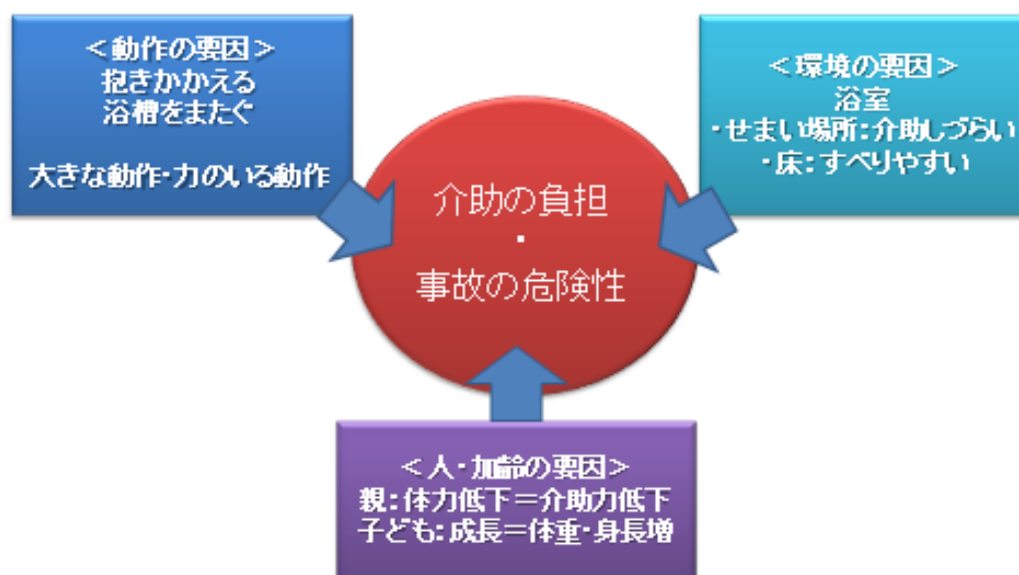 ＜動作の要因＞
抱きかかえる
浴槽をまたぐ
大きな動作・力のいる動作
＜環境の要因＞
浴室
・せまい場所：介助しづらい
・床：すべりやすい
介助の負担
・
事故の危険性
＜人・加齢の要因＞
親：体力低下＝介助力低下
子ども：成長＝体重・身長増